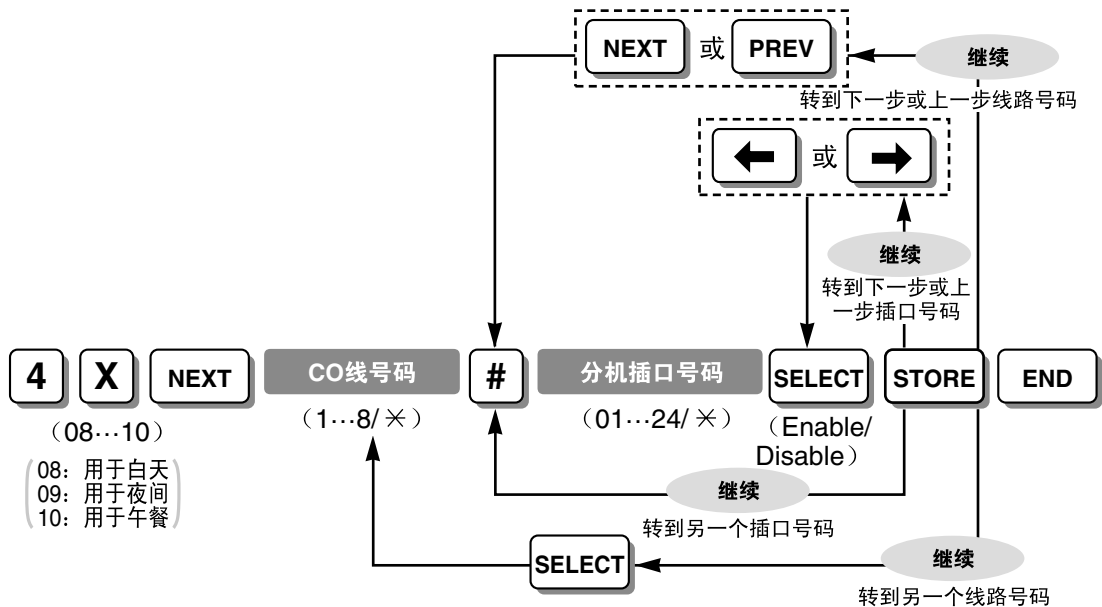 NEXT 或 PREV
继续
转到下一步或上一步线路号码
← 或 →
继续
转到下一步或上
一步插口号码
4 X NEXT CO线号码 # 分机插口号码 SELECT STORE END
（08…10） （1…8/＊） （01…24/＊） （Enable/
Disable）
08：用于白天
09：用于夜间
10：用于午餐
继续
转到另一个插口号码
SELECT
继续
转到另一个线路号码